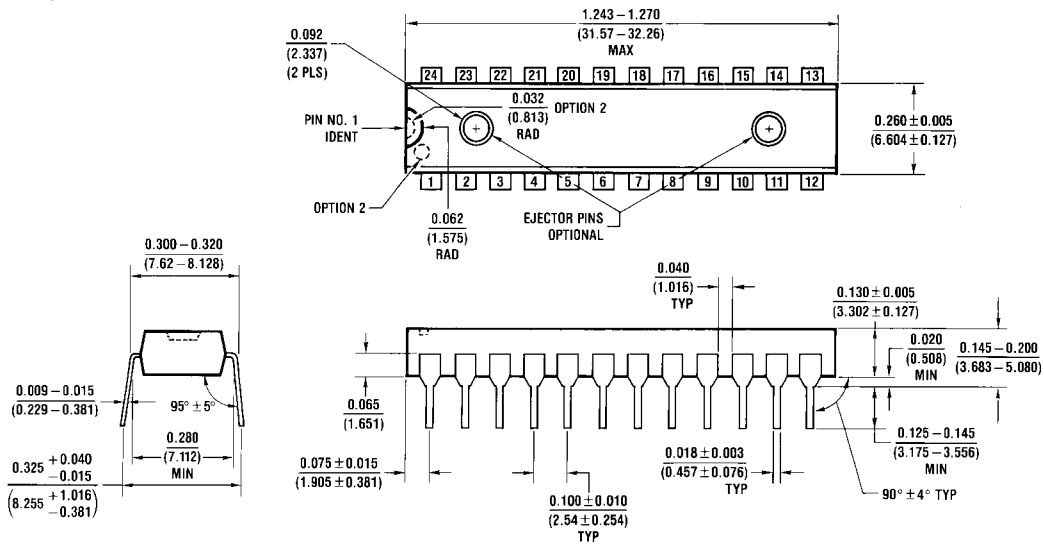 1.243 – 1.270
(31.57 – 32.26)
MAX
0.092
(2.337)
(2 PLS)
24 23 22 21 20 19 18 17 16 15 14 13
0.032
(0.813)
RAD
OPTION 2
PIN NO. 1
IDENT
0.260 ± 0.005
(6.604 ± 0.127)
1 2 3 4 5 6 7 8 9 10 11 12
OPTION 2
0.062
(1.575)
RAD
EJECTOR PINS
OPTIONAL
0.300 – 0.320
(7.62 – 8.128)
0.040
(1.016)
TYP
0.130 ± 0.005
(3.302 ± 0.127)
0.020
(0.508)
MIN
0.145 – 0.200
(3.683 – 5.080)
0.009 – 0.015
(0.229 – 0.381)
95° ± 5°
0.280
(7.112)
MIN
0.325 +0.040
–0.015
(8.255 +1.016
–0.381)
0.065
(1.651)
0.075 ± 0.015
(1.905 ± 0.381)
0.100 ± 0.010
(2.54 ± 0.254)
TYP
0.018 ± 0.003
(0.457 ± 0.076)
TYP
0.125 – 0.145
(3.175 – 3.556)
MIN
90° ± 4° TYP